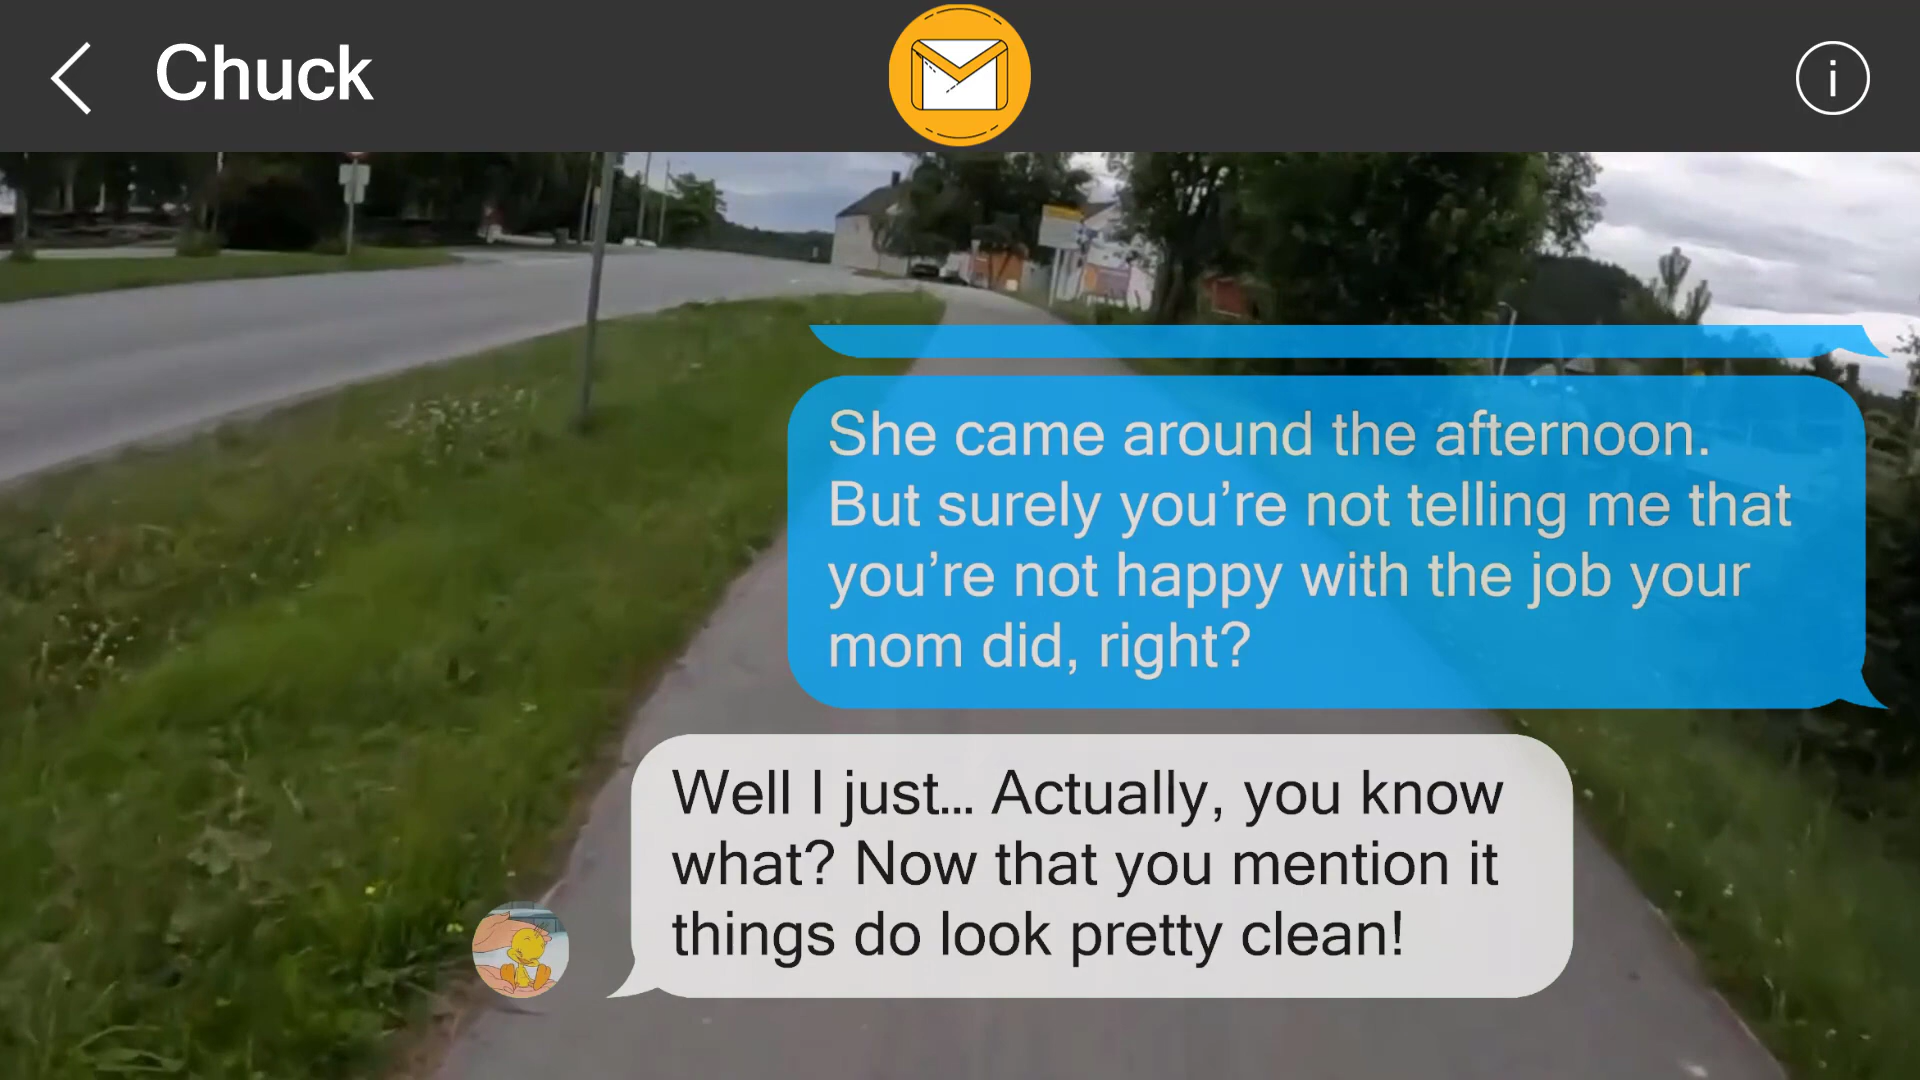 Chuck
i
She came around the afternoon.
But surely you’re not telling me that
you’re not happy with the job your
mom did, right?
Well I just... Actually, you know
what? Now that you mention it
things do look pretty clean!